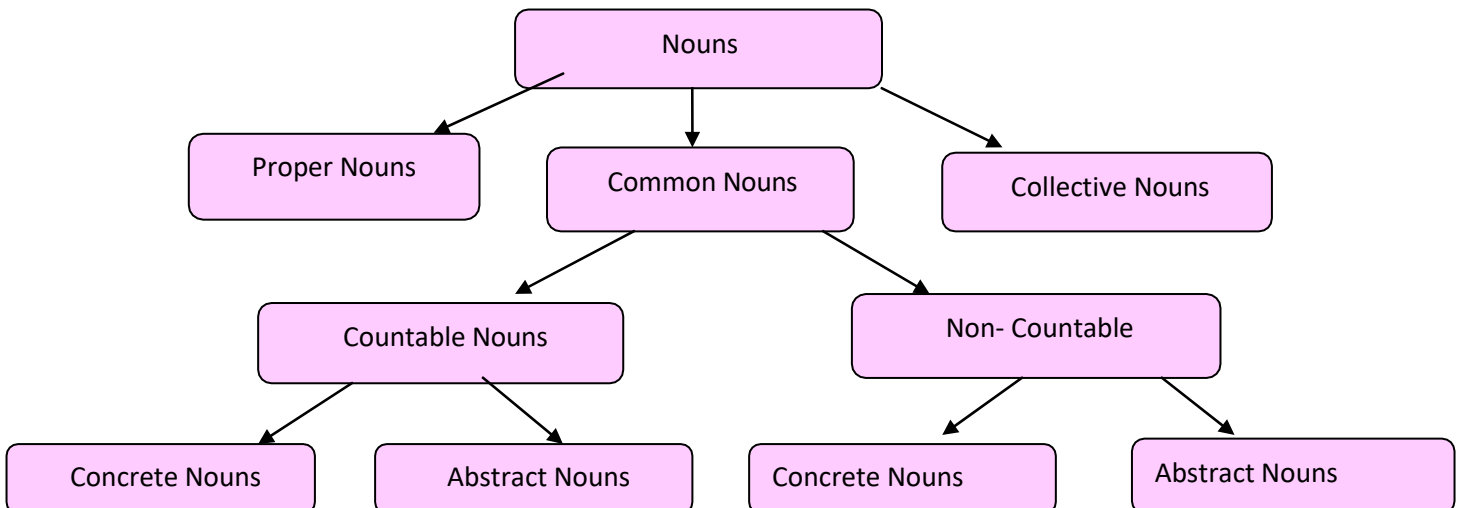 Nouns
Proper Nouns
Common Nouns
Collective Nouns
Countable Nouns
Non- Countable
Concrete Nouns
Abstract Nouns
Concrete Nouns
Abstract Nouns